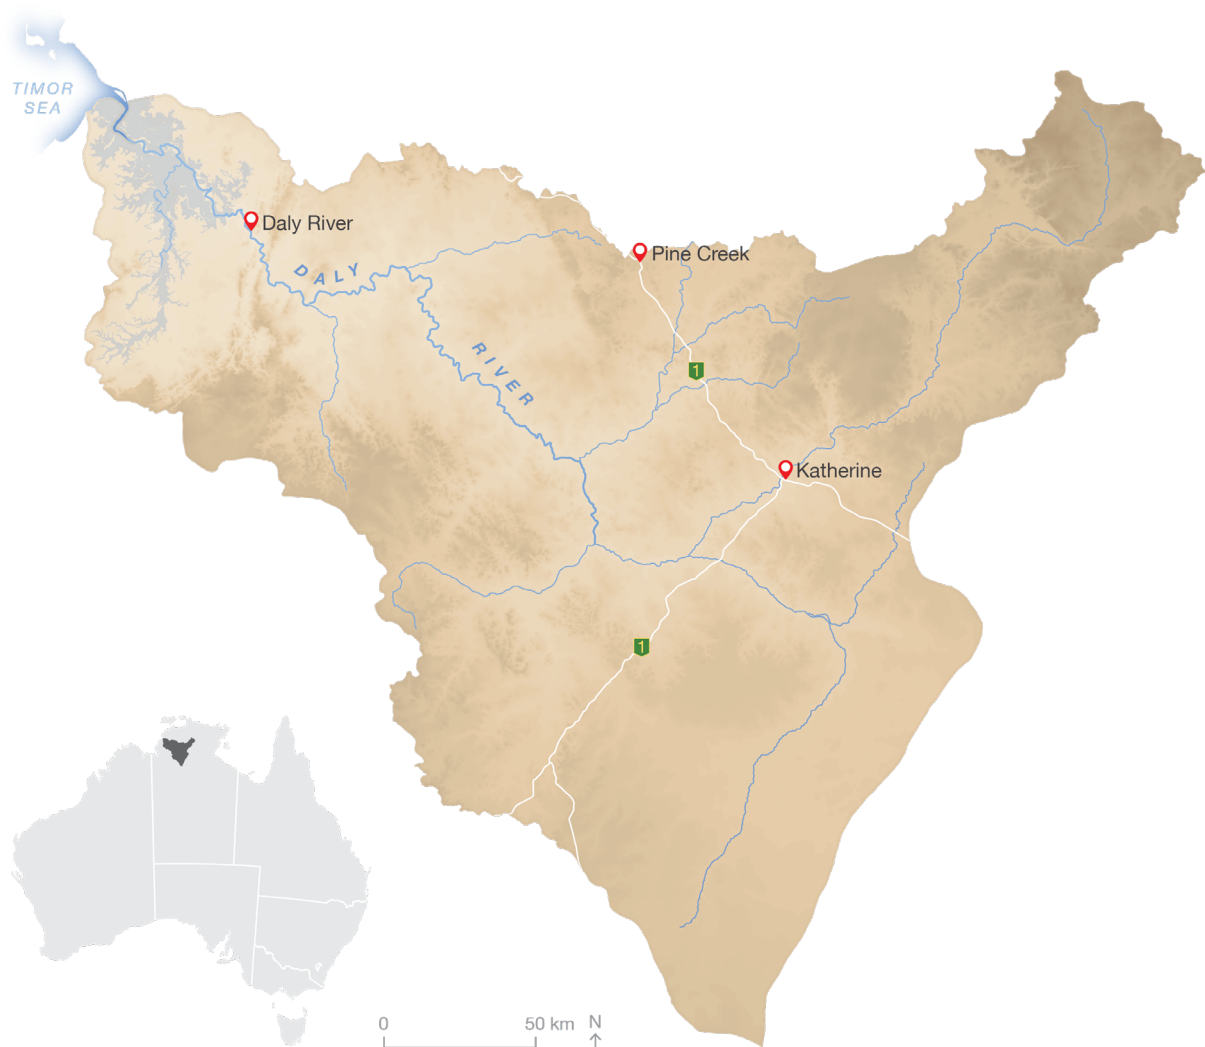 TIMOR
SEA
Daly River
DALY
Pine Creek
RIVER
1
Katherine
1
0
50 km
N